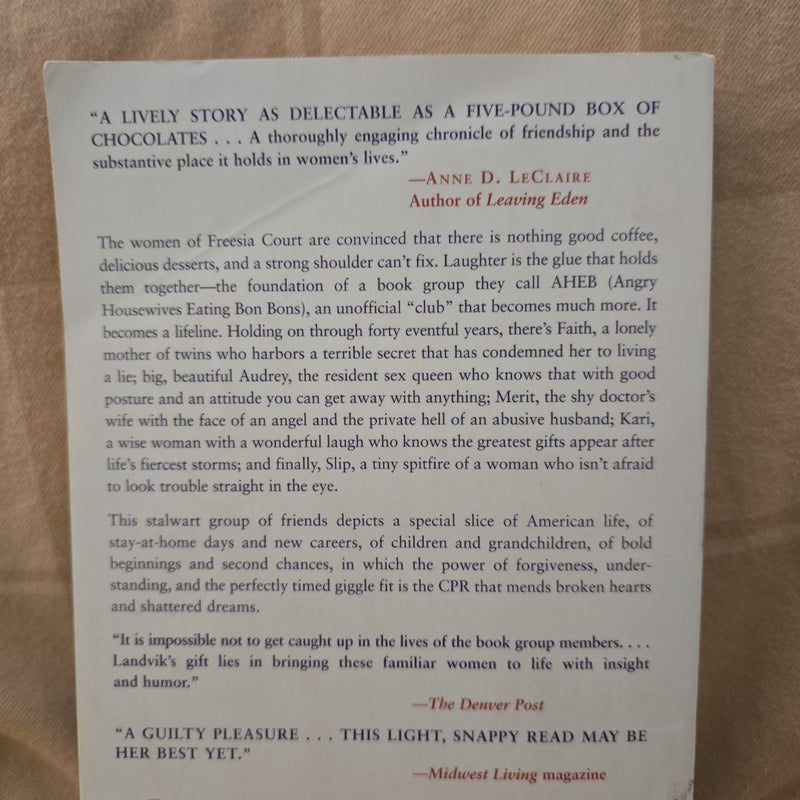 “A LIVELY STORY AS DELECTABLE AS A FIVE-POUND BOX OF
CHOCOLATES . . . A thoroughly engaging chronicle of friendship and the
substantive place it holds in women’s lives.”
—ANNE D. LECLAIRE
Author of Leaving Eden
The women of Freesia Court are convinced that there is nothing good coffee,
delicious desserts, and a strong shoulder can’t fix. Laughter is the glue that holds
them together—the foundation of a book group they call AHEB (Angry
Housewives Eating Bon Bons), an unofficial “club” that becomes much more. It
becomes a lifeline. Holding on through forty eventful years, there’s Faith, a lonely
mother of twins who harbors a terrible secret that has condemned her to living
a lie; big, beautiful Audrey, the resident sex queen who knows that with good
posture and an attitude you can get away with anything; Merit, the shy doctor’s
wife with the face of an angel and the private hell of an abusive husband; Kari,
a wise woman with a wonderful laugh who knows the greatest gifts appear after
life’s fiercest storms; and finally, Slip, a tiny spitfire of a woman who isn’t afraid
to look trouble straight in the eye.
This stalwart group of friends depicts a special slice of American life, of
stay-at-home days and new careers, of children and grandchildren, of bold
beginnings and second chances, in which the power of forgiveness, under-
standing, and the perfectly timed giggle fit is the CPR that mends broken hearts
and shattered dreams.
“It is impossible not to get caught up in the lives of the book group members. . . .
Landvik’s gift lies in bringing these familiar women to life with insight
and humor.”
—The Denver Post
“A GUILTY PLEASURE . . . THIS LIGHT, SNAPPY READ MAY BE
HER BEST YET.”
—Midwest Living magazine